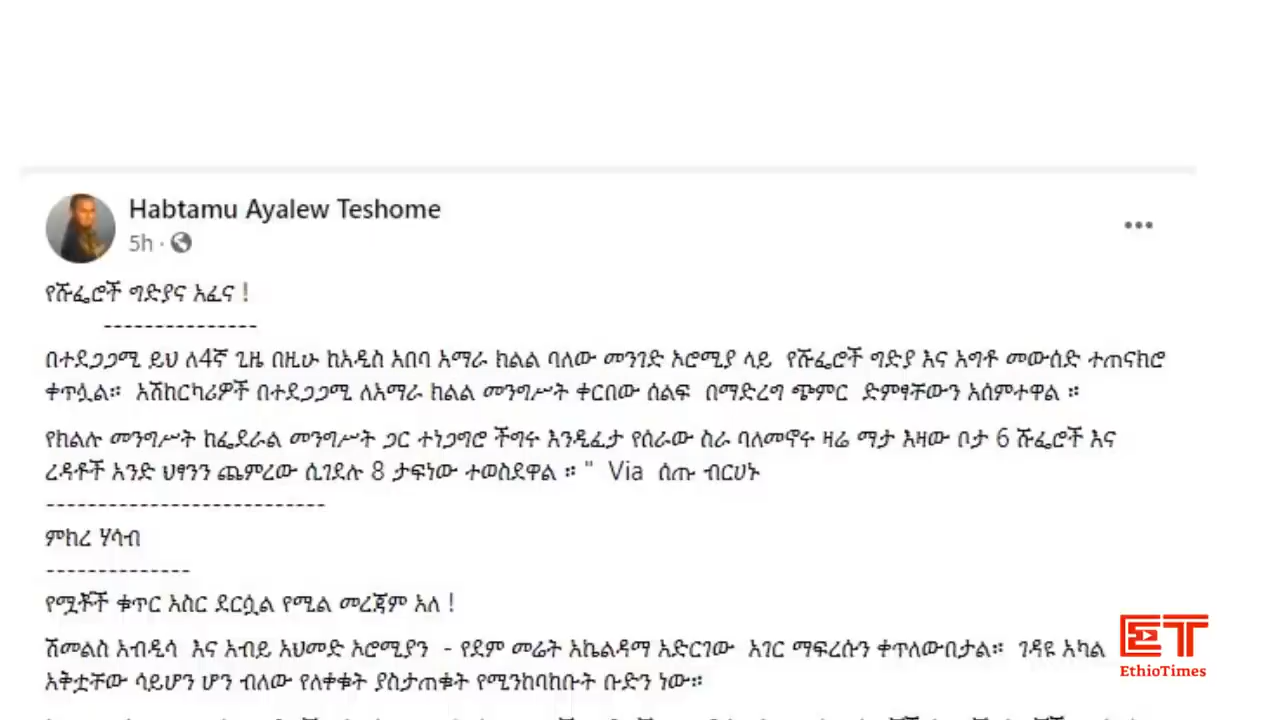 Habtamu Ayalew Teshome
5h ·
የሹፌሮች ግድያና አፈና !
---------------
በተደጋጋሚ ይህ ለ4ኛ ጊዜ በዚሁ ከአዲስ አበባ አማራ ክልል ባለው መንገድ ኦሮሚያ ላይ የሹፌሮች ግድያ እና አግቶ መውሰድ ተጠናክሮ
ቀጥሏል። አሽከርካሪዎች በተደጋጋሚ ለአማራ ክልል መንግሥት ቀርበው ሰልፍ በማድረግ ጭምር ድምፃቸውን አሰምተዋል ።
የክልሉ መንግሥት ከፌደራል መንግሥት ጋር ተነጋግሮ ችግሩ እንዲፈታ የሰራው ስራ ባለመኖሩ ዛሬ ማታ እዛው ቦታ 6 ሹፌሮች እና
ረዳቶች አንድ ህፃንን ጨምረው ሲገደሉ 8 ታፍነው ተወስደዋል ። " Via ሰጡ ብርሀኑ
---------------------------
ምክረ ሃሳብ
--------------
የሟቾች ቁጥር አስር ደርሷል የሚል መረጃም አለ !
ሽመልስ አብዲሳ እና አብይ አህመድ ኦሮሚያን - የደም መሬት አኬልዳማ አድርገው አገር ማፍረሱን ቀጥለውበታል። ገዳዩ አካል
አቅቷቸው ሳይሆን ሆን ብለው የለቀቁት ያስታጠቁት የሚንከባከቡት ቡድን ነው።
ET
EthioTimes